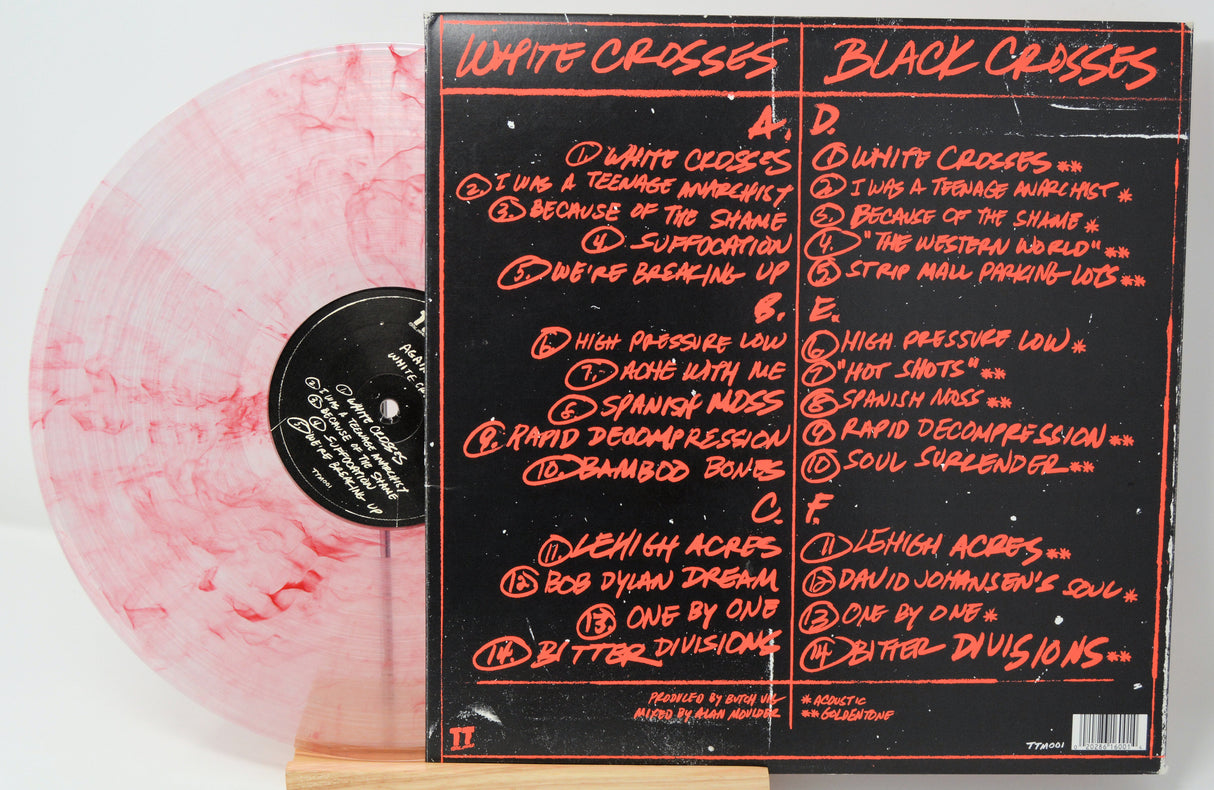 WHITE CROSSES
A.
1. WHITE CROSSES
2. I WAS A TEENAGE ANARCHIST
3. BECAUSE OF THE SHAME
4. SUFFOCATION
5. WE'RE BREAKING UP
B.
6. HIGH PRESSURE LOW
7. ACHE WITH ME
8. SPANISH MOSS
9. RAPID DECOMPRESSION
10. BAMBOO BONES
C.
11. LEHIGH ACRES
12. BOB DYLAN DREAM
13. ONE BY ONE
14. BITTER DIVISIONS
PRODUCED BY BUTCH VIG
MIXED BY ALAN MOULDER
TT
BLACK CROSSES
D.
1 WHITE CROSSES **
2. I WAS A TEENAGE ANARCHIST *
3. BECAUSE OF THE SHAME *
4. "THE WESTERN WORLD" **
5 STRIP MALL PARKING LOTS **
E.
6 HIGH PRESSURE LOW *
7 "HOT SHOTS" **
8 SPANISH MOSS **
9 RAPID DECOMPRESSION **
10 SOUL SURRENDER **
F.
11 LEHIGH ACRES **
12 DAVID JOHANSEN'S SOUL *
13 ONE BY ONE *
14 BITTER DIVISIONS **
* ACOUSTIC
** GOLDENTONE
TTM001
AGAIN
WHITE CR
1 WHITE CROSSES
2 I WAS A TEENAGE ANARCHIST
3 BECAUSE OF THE SHAME
4 SUFFOCATION
5 WE'RE BREAKING UP
TTM001